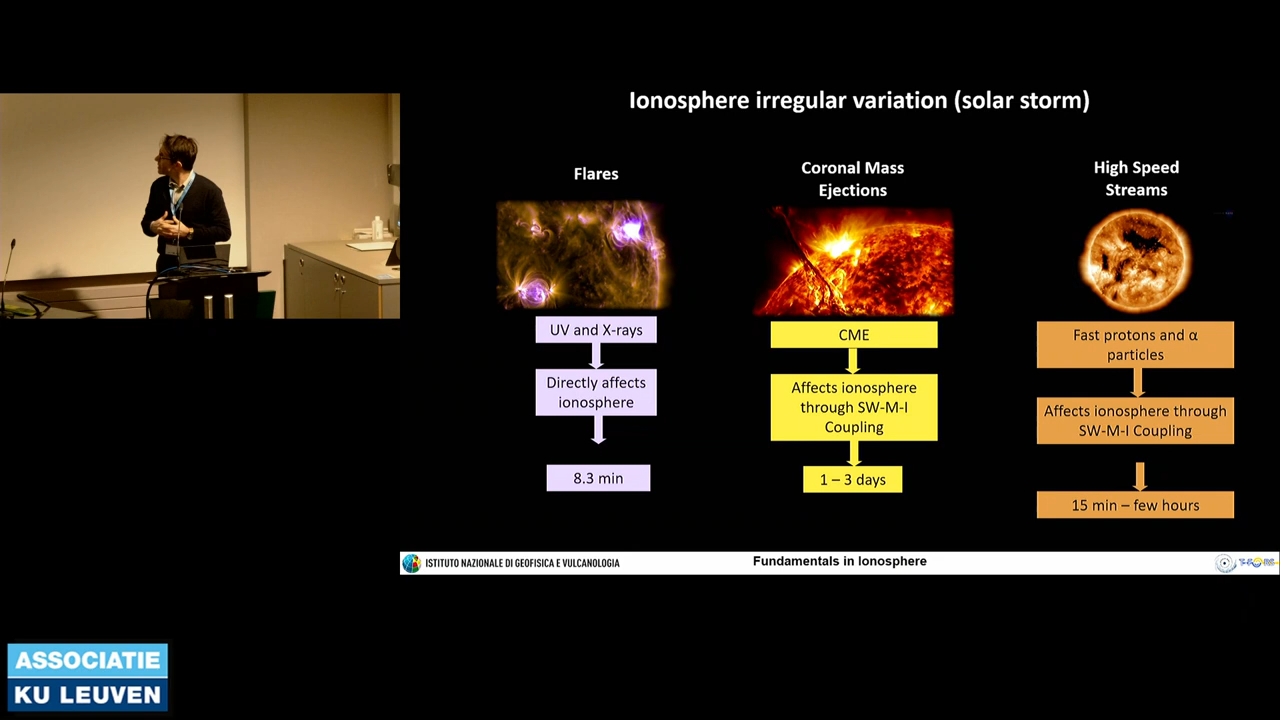 Ionosphere irregular variation (solar storm)
Flares
UV and X-rays
Directly affects
ionosphere
8.3 min
Coronal Mass
Ejections
CME
Affects ionosphere
through SW-M-I
Coupling
1 – 3 days
High Speed
Streams
Fast protons and α
particles
Affects ionosphere through
SW-M-I Coupling
15 min – few hours
ISTITUTO NAZIONALE DI GEOFISICA E VULCANOLOGIA
Fundamentals in Ionosphere
ASSOCIATIE
KU LEUVEN